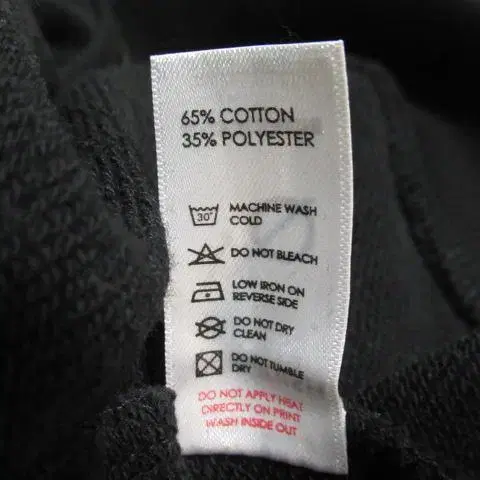 65% COTTON
35% POLYESTER
30°
MACHINE WASH
COLD
DO NOT BLEACH
LOW IRON ON
REVERSE SIDE
DO NOT DRY
CLEAN
DO NOT TUMBLE
DRY
DO NOT APPLY HEAT
DIRECTLY ON PRINT
WASH INSIDE OUT